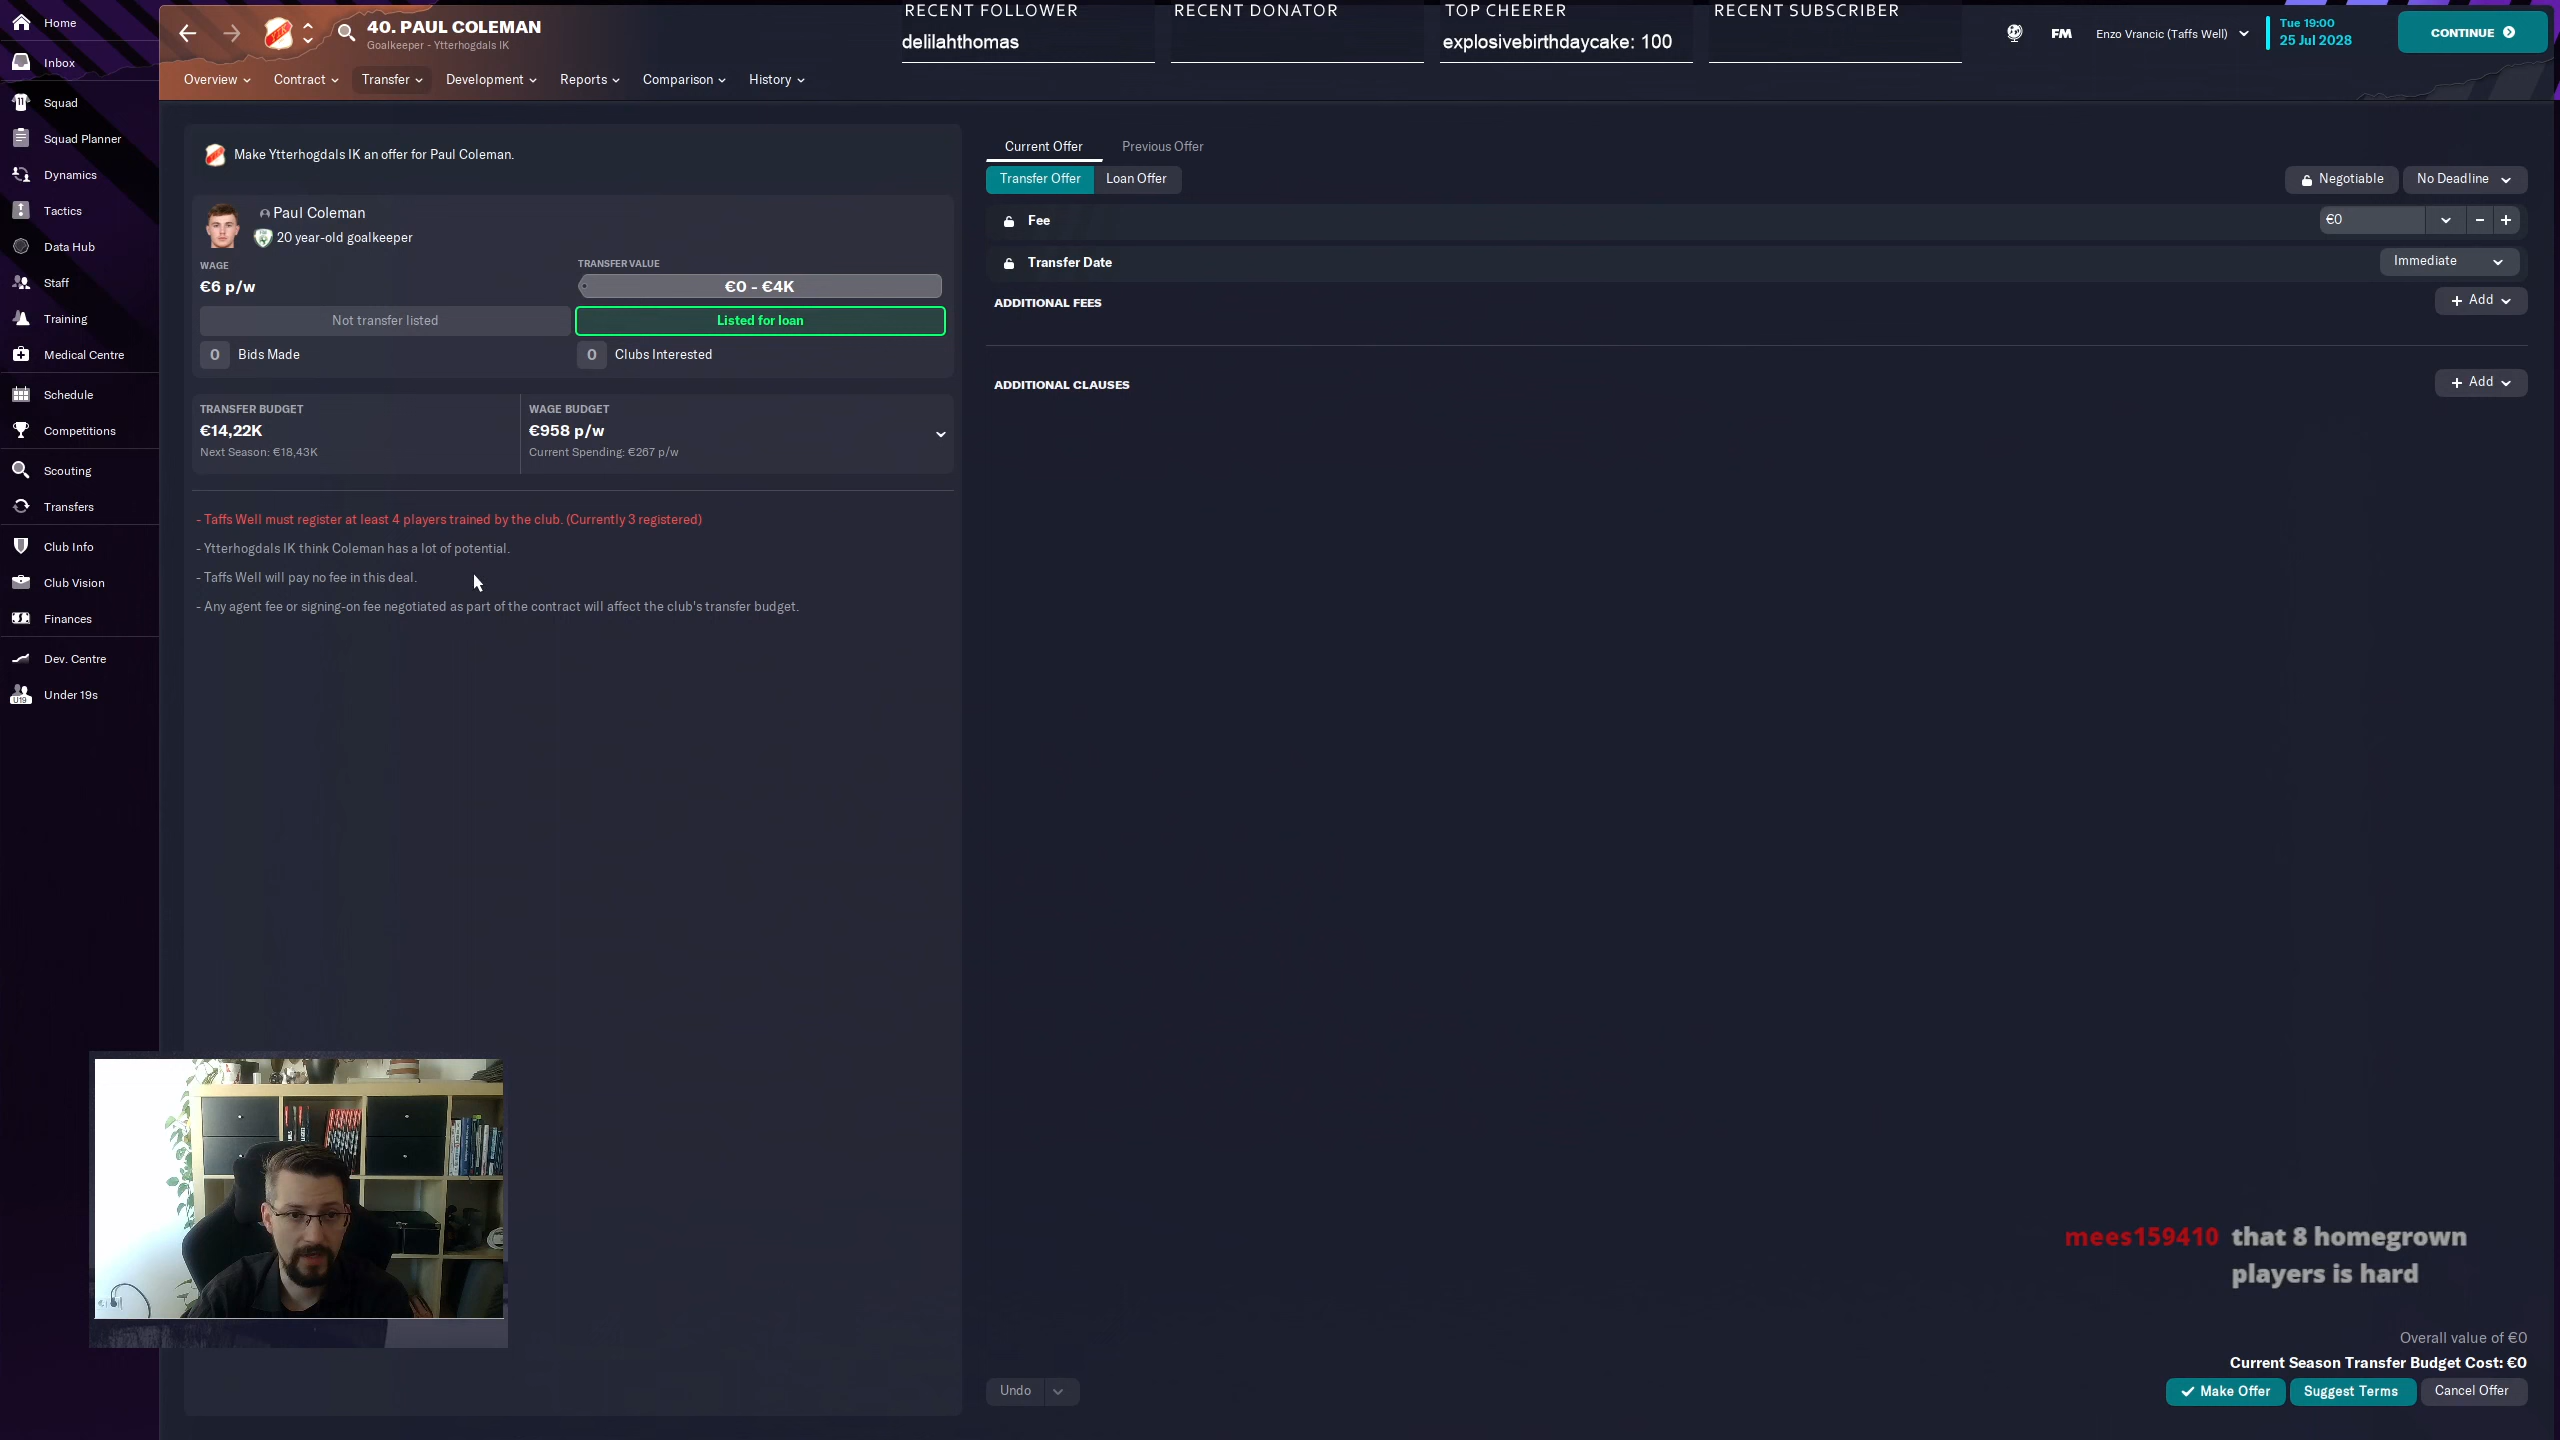 Home
Inbox
Squad
Squad Planner
Dynamics
Tactics
Data Hub
Staff
Training
Medical Centre
Schedule
Competitions
Scouting
Transfers
Club Info
Club Vision
Finances
Dev. Centre
Under 19s
40. PAUL COLEMAN
Goalkeeper - Ytterhogdals IK
RECENT FOLLOWER
delilahthomas
RECENT DONATOR
TOP CHEERER
explosivebirthdaycake: 100
RECENT SUBSCRIBER
FM
Enzo Vrancic (Taffs Well)
Tue 19:00
25 Jul 2028
CONTINUE
Overview
Contract
Transfer
Development
Reports
Comparison
History
Make Ytterhogdals IK an offer for Paul Coleman.
Paul Coleman
20 year-old goalkeeper
WAGE
€6 p/w
TRANSFER VALUE
€0 - €4K
Not transfer listed
Listed for loan
0 Bids Made
0 Clubs Interested
TRANSFER BUDGET
€14,22K
Next Season: €18,43K
WAGE BUDGET
€958 p/w
Current Spending: €267 p/w
- Taffs Well must register at least 4 players trained by the club. (Currently 3 registered)
- Ytterhogdals IK think Coleman has a lot of potential.
- Taffs Well will pay no fee in this deal.
- Any agent fee or signing-on fee negotiated as part of the contract will affect the club's transfer budget.
Current Offer
Previous Offer
Transfer Offer
Loan Offer
Negotiable
No Deadline
Fee
€0
Transfer Date
Immediate
ADDITIONAL FEES
Add
ADDITIONAL CLAUSES
Add
mees159410 that 8 homegrown
players is hard
Overall value of €0
Current Season Transfer Budget Cost: €0
Undo
Make Offer
Suggest Terms
Cancel Offer